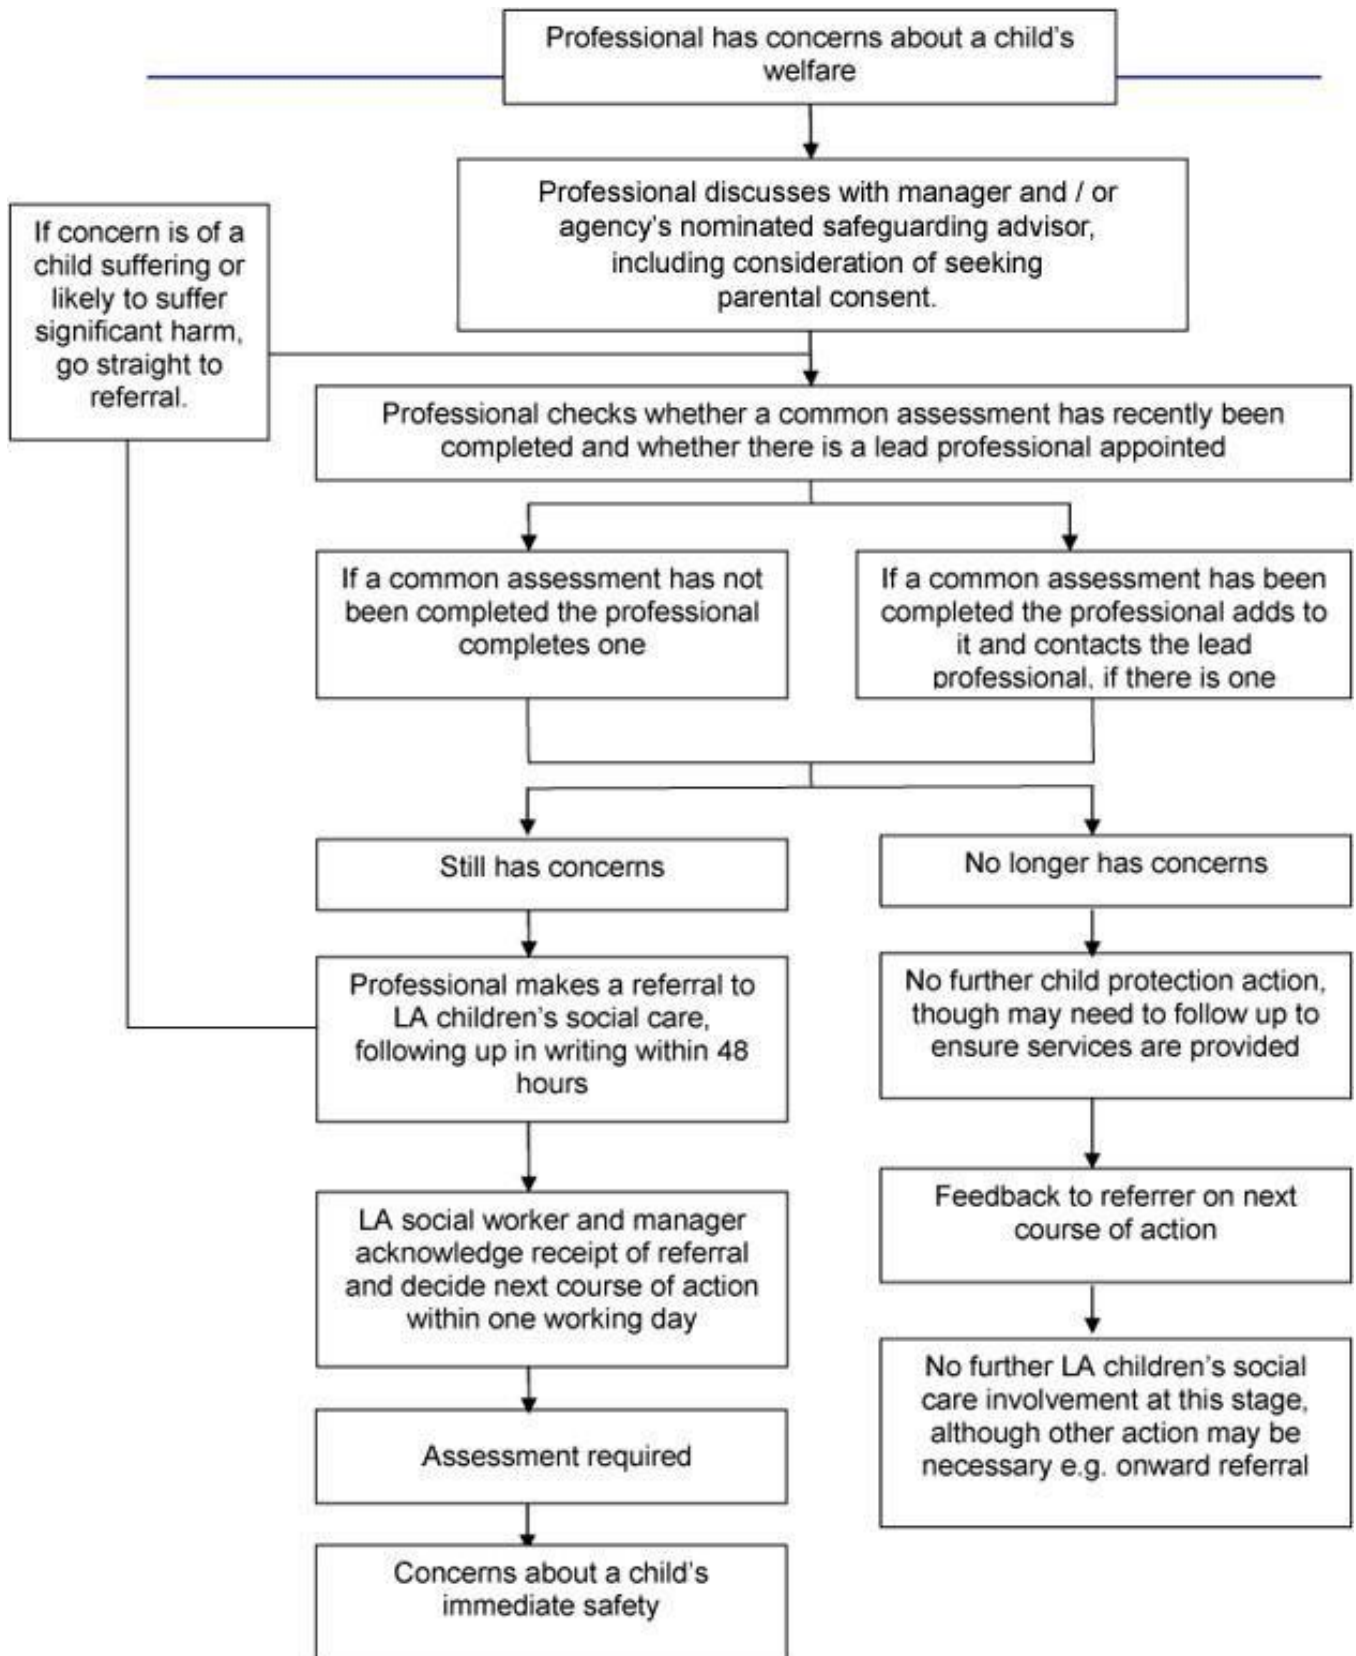 Professional has concerns about a child's
welfare
Professional discusses with manager and / or
agency's nominated safeguarding advisor,
including consideration of seeking
parental consent.
If concern is of a
child suffering or
likely to suffer
significant harm,
go straight to
referral.
Professional checks whether a common assessment has recently been
completed and whether there is a lead professional appointed
If a common assessment has not
been completed the professional
completes one
If a common assessment has been
completed the professional adds to
it and contacts the lead
professional, if there is one
Still has concerns
No longer has concerns
Professional makes a referral to
LA children's social care,
following up in writing within 48
hours
No further child protection action,
though may need to follow up to
ensure services are provided
LA social worker and manager
acknowledge receipt of referral
and decide next course of action
within one working day
Feedback to referrer on next
course of action
Assessment required
No further LA children's social
care involvement at this stage,
although other action may be
necessary e.g. onward referral
Concerns about a child's
immediate safety